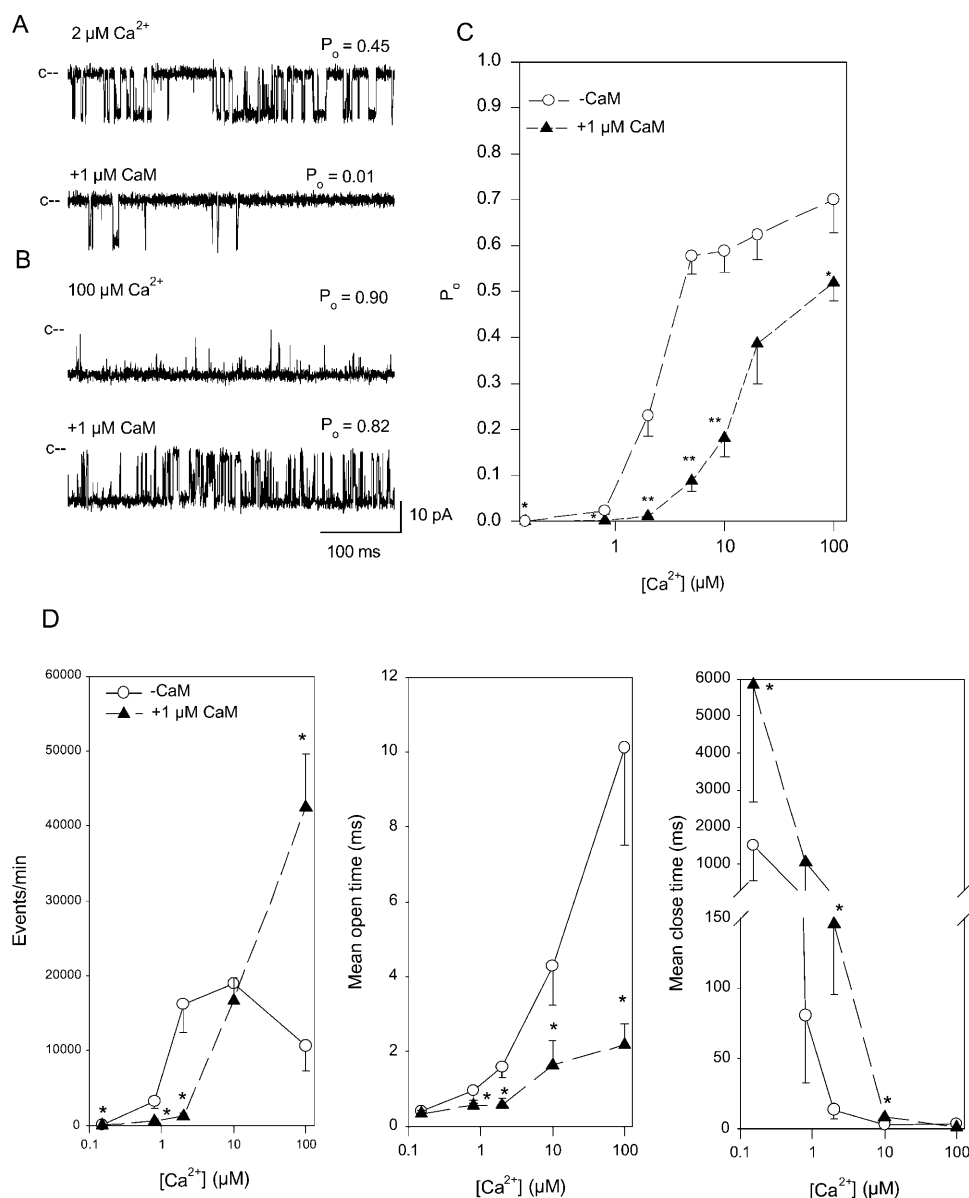 A
2 µM Ca2+
Po = 0.45
c--
+1 µM CaM
Po = 0.01
c--
B
100 µM Ca2+
Po = 0.90
c--
+1 µM CaM
Po = 0.82
c--
10 pA
100 ms
C
1.0
0.9
0.8
0.7
0.6
0.5
0.4
0.3
0.2
0.1
0.0
Po
-CaM
+1 µM CaM
*
*
**
**
**
*
1
10
100
[Ca2+] (µM)
D
60000
50000
40000
30000
20000
10000
0
Events/min
-CaM
+1 µM CaM
*
*
*
*
0.1
1
10
100
[Ca2+] (µM)
12
10
8
6
4
2
0
Mean open time (ms)
*
*
*
*
0.1
1
10
100
[Ca2+] (µM)
6000
5000
4000
3000
2000
1000
150
100
50
0
Mean close time (ms)
*
*
*
0.1
1
10
100
[Ca2+] (µM)